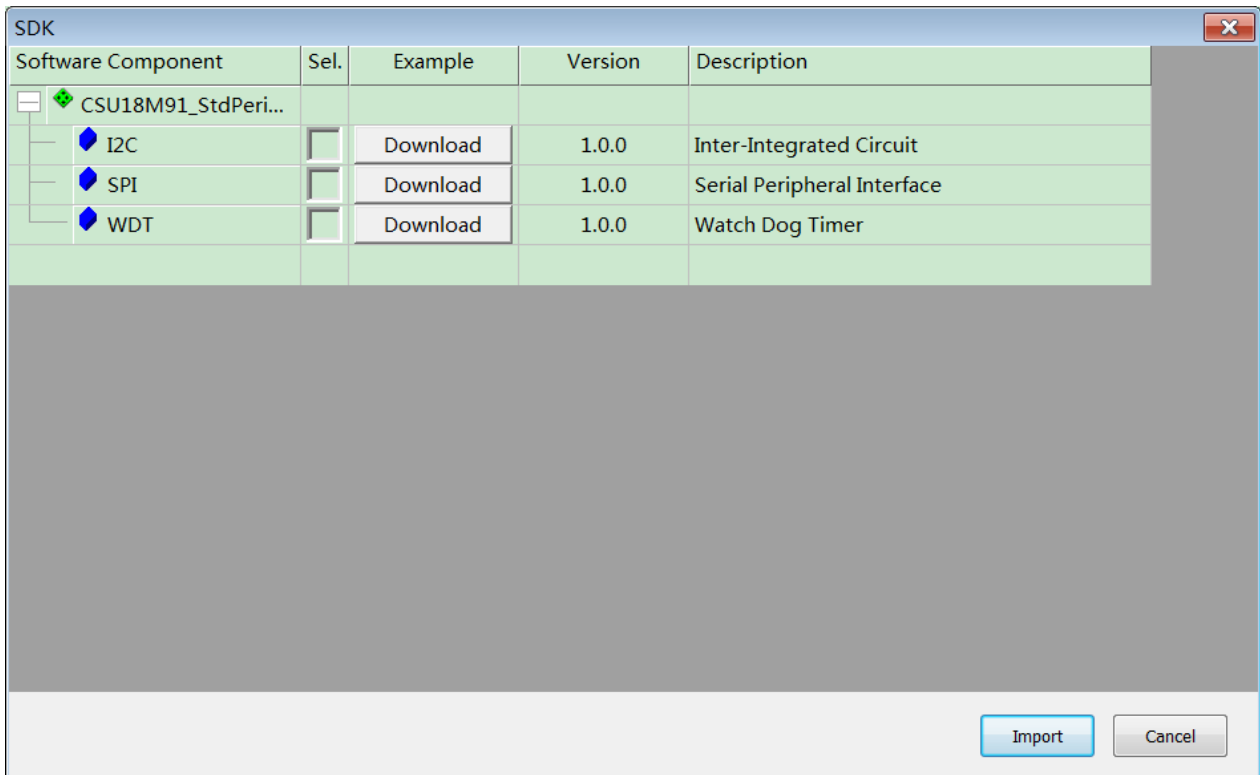 SDK
Software Component Sel. Example Version Description
CSU18M91_StdPeri...
I2C Download 1.0.0 Inter-Integrated Circuit
SPI Download 1.0.0 Serial Peripheral Interface
WDT Download 1.0.0 Watch Dog Timer
Import Cancel